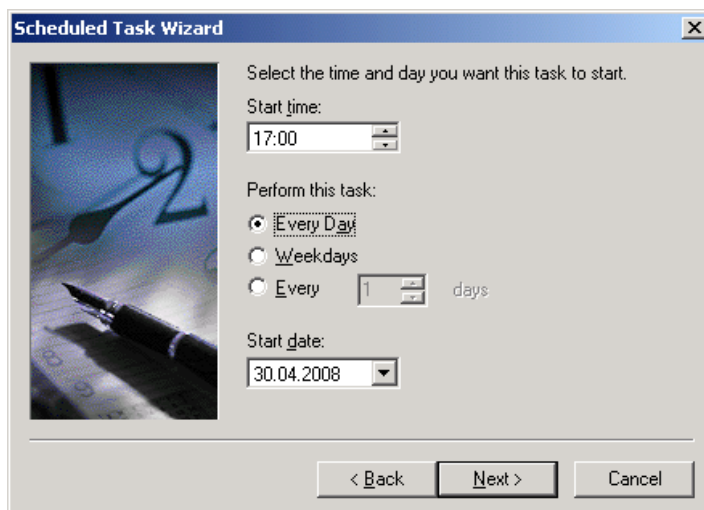 Scheduled Task Wizard
Select the time and day you want this task to start.
Start time:
17:00
Perform this task:
Every Day
Weekdays
Every 1 days
Start date:
30.04.2008
< Back Next > Cancel